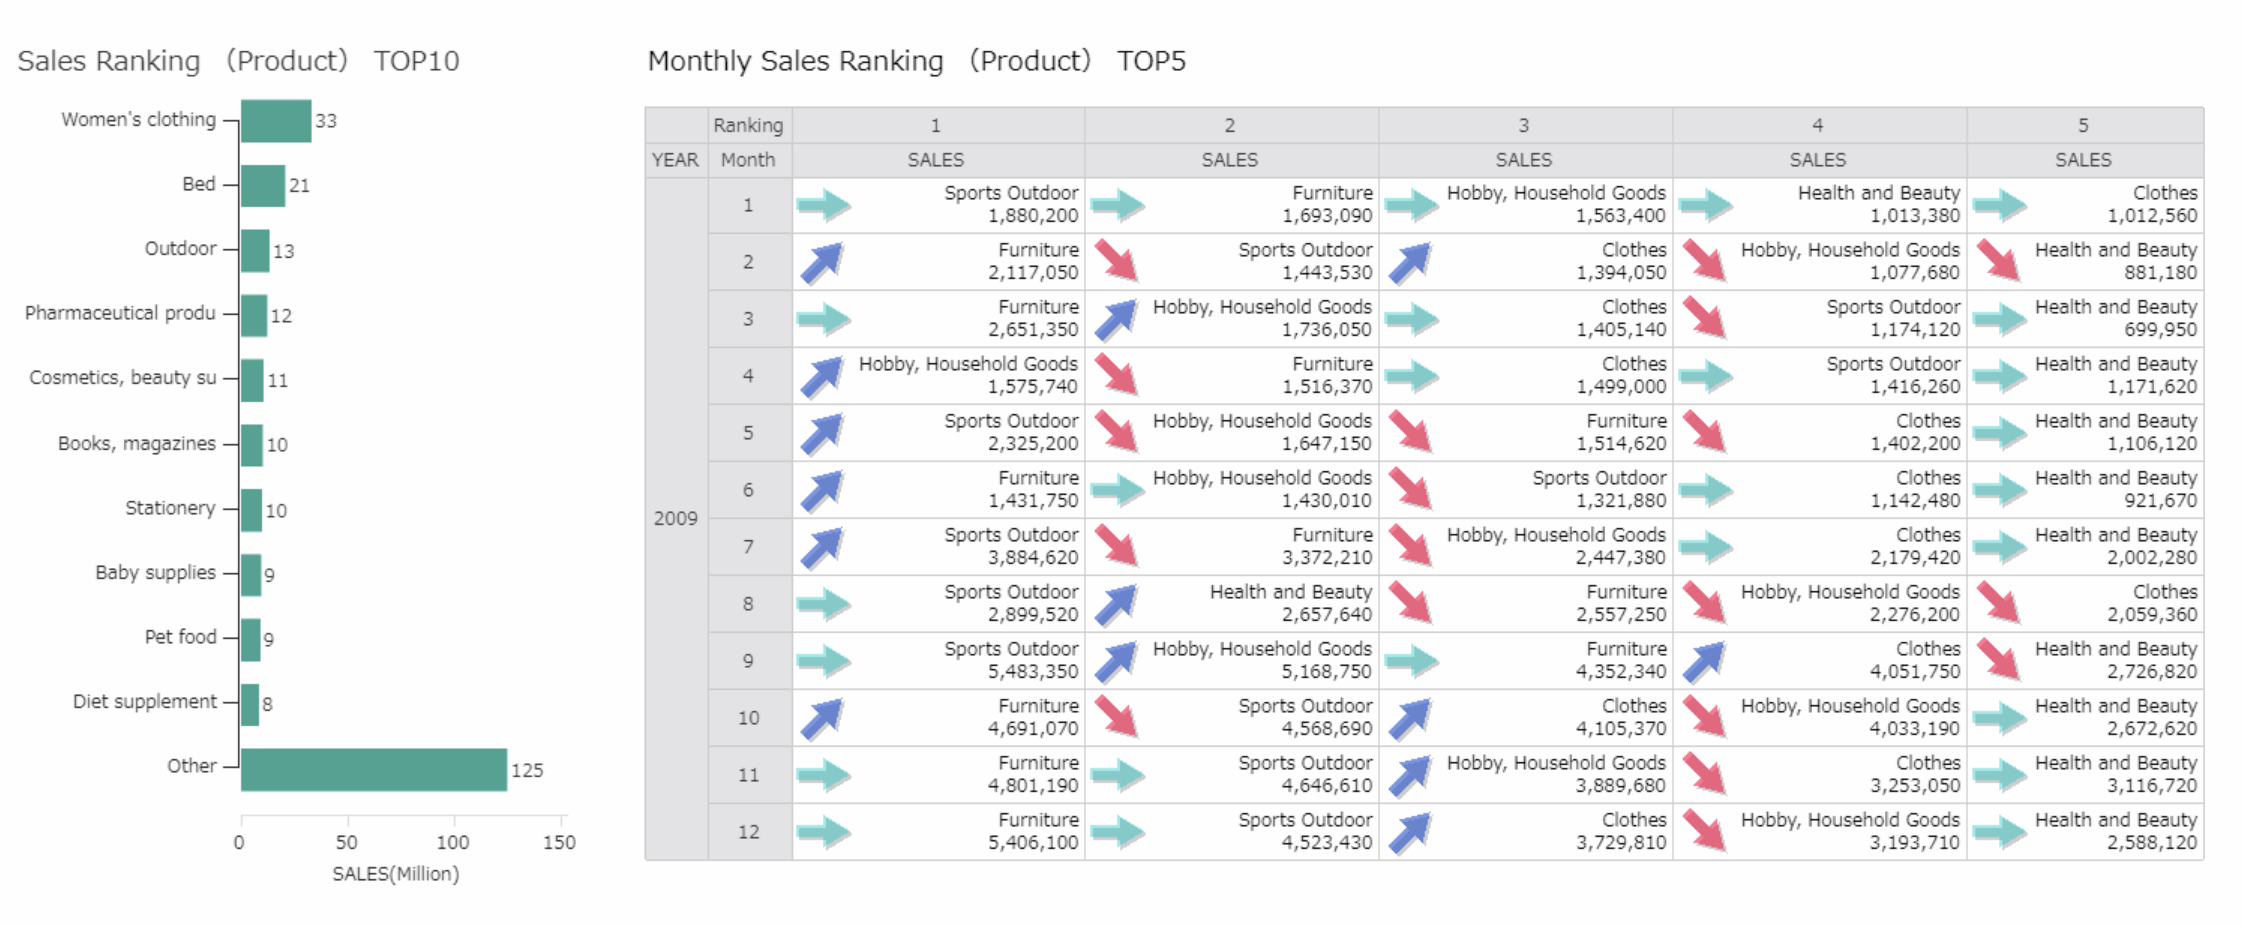 Sales Ranking （Product） TOP10
Women's clothing 33
Bed 21
Outdoor 13
Pharmaceutical produ 12
Cosmetics, beauty su 11
Books, magazines 10
Stationery 10
Baby supplies 9
Pet food 9
Diet supplement 8
Other 125
0 50 100 150
SALES(Million)
Monthly Sales Ranking （Product） TOP5
Ranking 1 2 3 4 5
YEAR Month SALES SALES SALES SALES SALES
2009
Sports Outdoor Furniture Hobby, Household Goods Health and Beauty Clothes
1 1,880,200 1,693,090 1,563,400 1,013,380 1,012,560
Furniture Sports Outdoor Clothes Hobby, Household Goods Health and Beauty
2 2,117,050 1,443,530 1,394,050 1,077,680 881,180
Furniture Hobby, Household Goods Clothes Sports Outdoor Health and Beauty
3 2,651,350 1,736,050 1,405,140 1,174,120 699,950
Hobby, Household Goods Furniture Clothes Sports Outdoor Health and Beauty
4 1,575,740 1,516,370 1,499,000 1,416,260 1,171,620
Sports Outdoor Hobby, Household Goods Furniture Clothes Health and Beauty
5 2,325,200 1,647,150 1,514,620 1,402,200 1,106,120
Furniture Hobby, Household Goods Sports Outdoor Clothes Health and Beauty
6 1,431,750 1,430,010 1,321,880 1,142,480 921,670
Sports Outdoor Furniture Hobby, Household Goods Clothes Health and Beauty
7 3,884,620 3,372,210 2,447,380 2,179,420 2,002,280
Sports Outdoor Health and Beauty Furniture Hobby, Household Goods Clothes
8 2,899,520 2,657,640 2,557,250 2,276,200 2,059,360
Sports Outdoor Hobby, Household Goods Furniture Clothes Health and Beauty
9 5,483,350 5,168,750 4,352,340 4,051,750 2,726,820
Furniture Sports Outdoor Clothes Hobby, Household Goods Health and Beauty
10 4,691,070 4,568,690 4,105,370 4,033,190 2,672,620
Furniture Sports Outdoor Hobby, Household Goods Clothes Health and Beauty
11 4,801,190 4,646,610 3,889,680 3,253,050 3,116,720
Furniture Sports Outdoor Clothes Hobby, Household Goods Health and Beauty
12 5,406,100 4,523,430 3,729,810 3,193,710 2,588,120